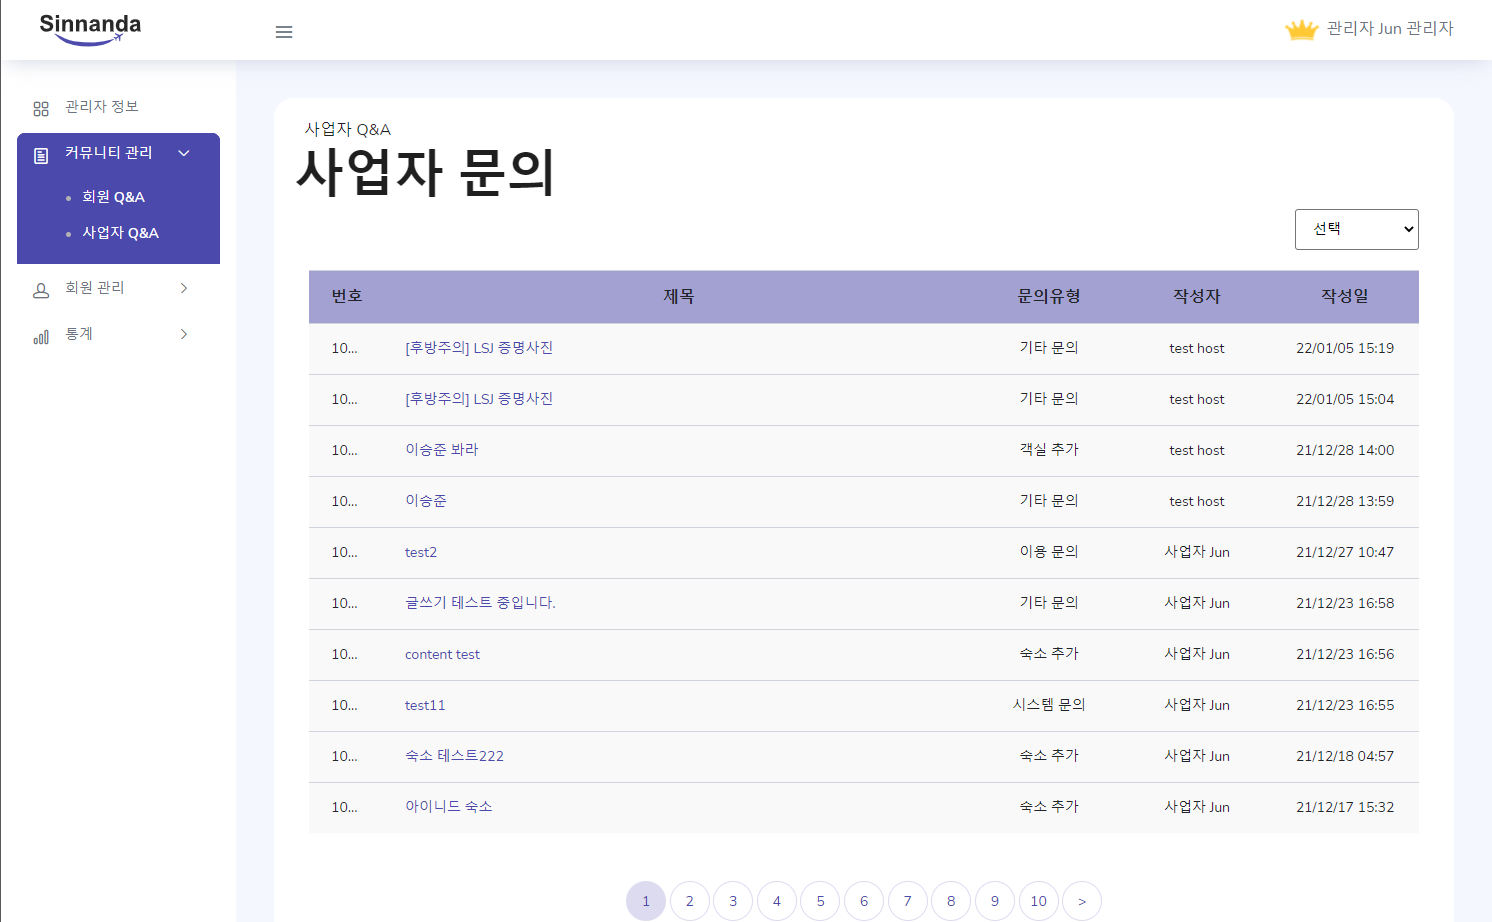 Sinnanda
관리자 Jun 관리자
관리자 정보
커뮤니티 관리
회원 Q&A
사업자 Q&A
회원 관리
통계
사업자 Q&A
사업자 문의
선택
번호 제목 문의유형 작성자 작성일
10... [후방주의] LSJ 증명사진 기타 문의 test host 22/01/05 15:19
10... [후방주의] LSJ 증명사진 기타 문의 test host 22/01/05 15:04
10... 이승준 봐라 객실 추가 test host 21/12/28 14:00
10... 이승준 기타 문의 test host 21/12/28 13:59
10... test2 이용 문의 사업자 Jun 21/12/27 10:47
10... 글쓰기 테스트 중입니다. 기타 문의 사업자 Jun 21/12/23 16:58
10... content test 숙소 추가 사업자 Jun 21/12/23 16:56
10... test11 시스템 문의 사업자 Jun 21/12/23 16:55
10... 숙소 테스트222 숙소 추가 사업자 Jun 21/12/18 04:57
10... 아이니드 숙소 숙소 추가 사업자 Jun 21/12/17 15:32
1 2 3 4 5 6 7 8 9 10 >